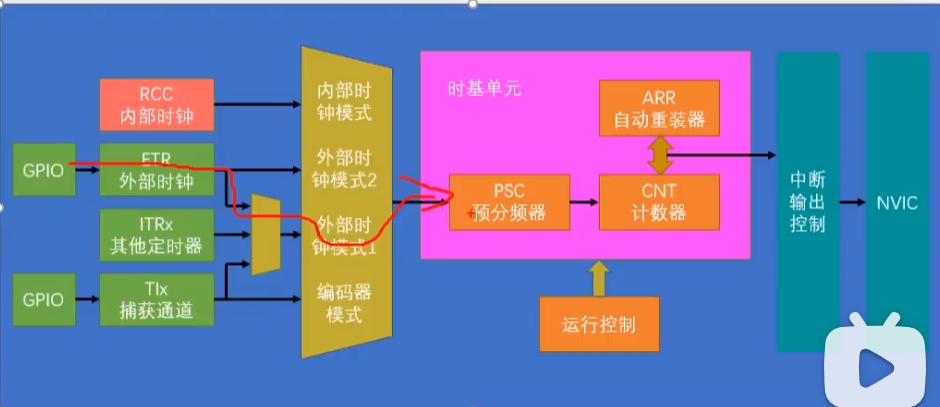 RCC
内部时钟
GPIO
ETR
外部时钟
ITRx
其他定时器
GPIO
TIx
捕获通道
内部时
钟模式
外部时
钟模式2
外部时
钟模式1
编码器
模式
时基单元
ARR
自动重装器
PSC
预分频器
CNT
计数器
运行控制
中断
输出
控制
NVIC